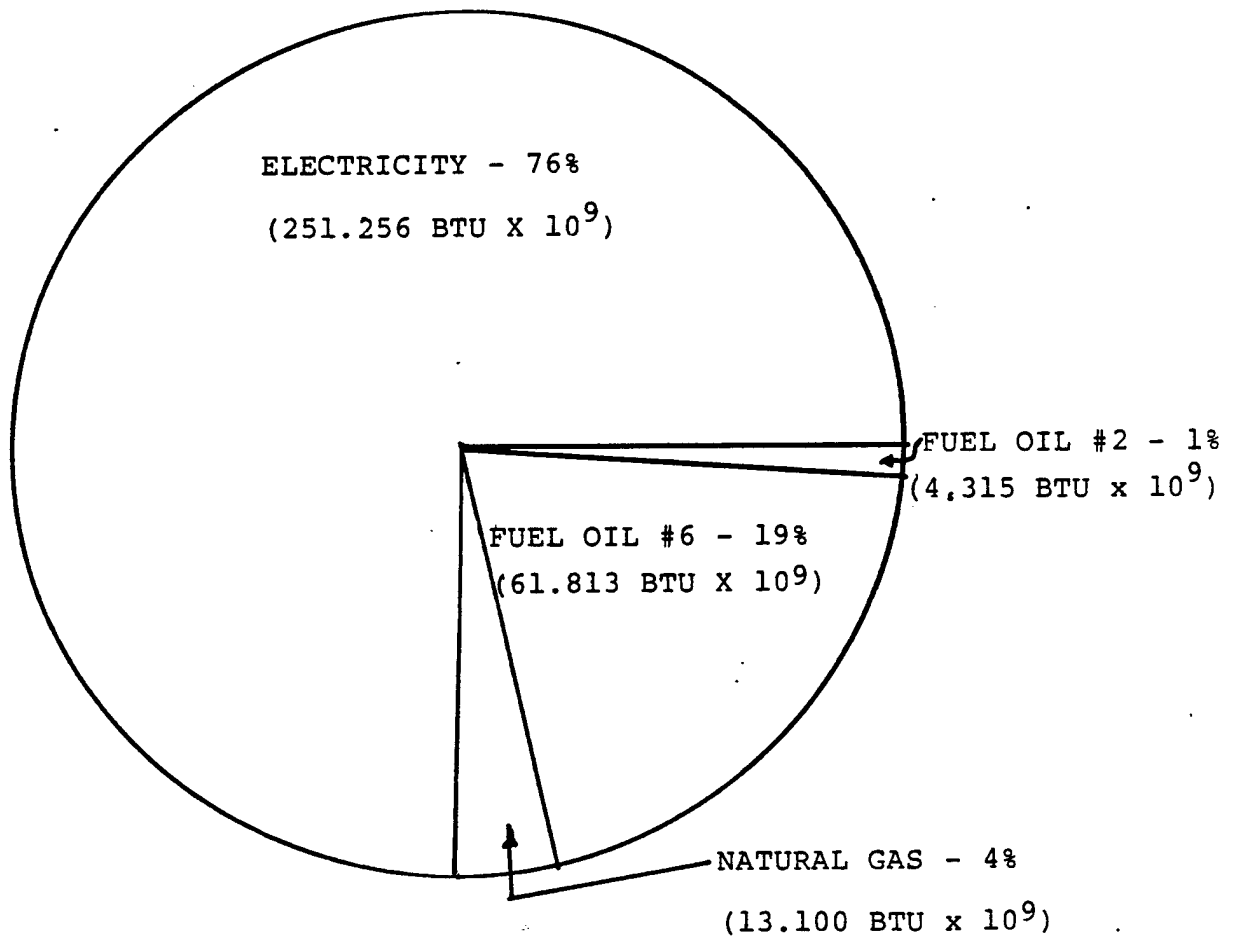 ELECTRICITY - 76%
(251.256 BTU X 10⁹)
FUEL OIL #2 - 1%
(4.315 BTU x 10⁹)
FUEL OIL #6 - 19%
(61.813 BTU X 10⁹)
NATURAL GAS - 4%
(13.100 BTU x 10⁹)